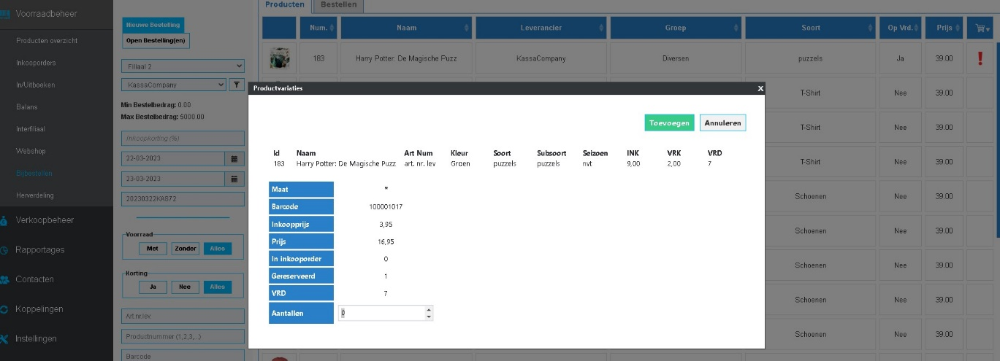 Voorraadbeheer
Producten overzicht
Inkooporders
In/Uitboeken
Balans
Interfiliaal
Webshop
Bijbestellen
Herverdeling
Verkoopbeheer
Rapportages
Contacten
Koppelingen
Instellingen
Nieuwe Bestelling
Open Bestelling(en)
Filiaal 2
KassaCompany
Min Bestelbedrag: 0.00
Max Bestelbedrag: 5000.00
Inkoopkorting (%)
22-03-2023
23-03-2023
20230322KAS72
Voorraad
Met Zonder Alles
Korting
Ja Nee Alles
Art.nr.lev.
Productnummer (1,2,3,...)
Barcode
Producten Bestellen
Num. Naam Leverancier Groep Soort Op Vrd. Prijs
183 Harry Potter: De Magische Puzz KassaCompany Diversen puzzels Ja 39.00
T-Shirt Nee 39.00
T-Shirt Nee 39.00
T-Shirt Nee 39.00
Schoenen Nee 39.00
Schoenen Nee 39.00
Schoenen Nee 39.00
Schoenen Nee 39.00
Schoenen Nee 39.00
Productvariaties X
Toevoegen Annuleren
Id Naam Art Num Kleur Soort Subsoort Seizoen INK VRK VRD
183 Harry Potter: De Magische Puzz art. nr. lev Groen puzzels puzzels nvt 9,00 2,00 7
Maat *
Barcode 100001017
Inkoopprijs 3,95
Prijs 16,95
In inkooporder 0
Gereserveerd 1
VRD 7
Aantallen 0